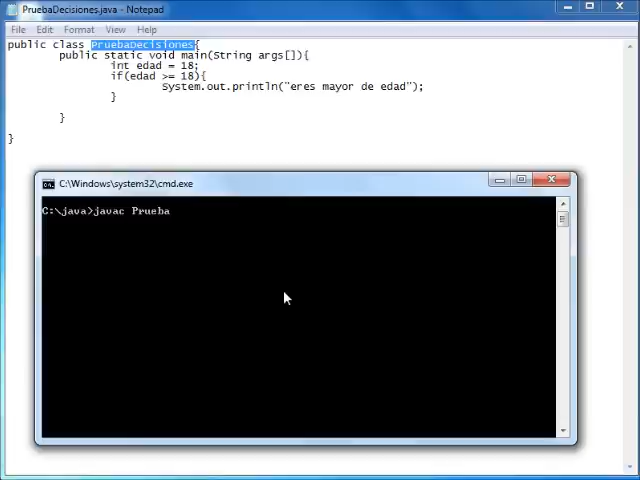 PruebaDecisiones.java - Notepad
File Edit Format View Help
public class PruebaDecisiones{
public static void main(String args[]){
int edad = 18;
if(edad >= 18){
System.out.println("eres mayor de edad");
}
}
}
C:\Windows\system32\cmd.exe
C:\java>javac Prueba